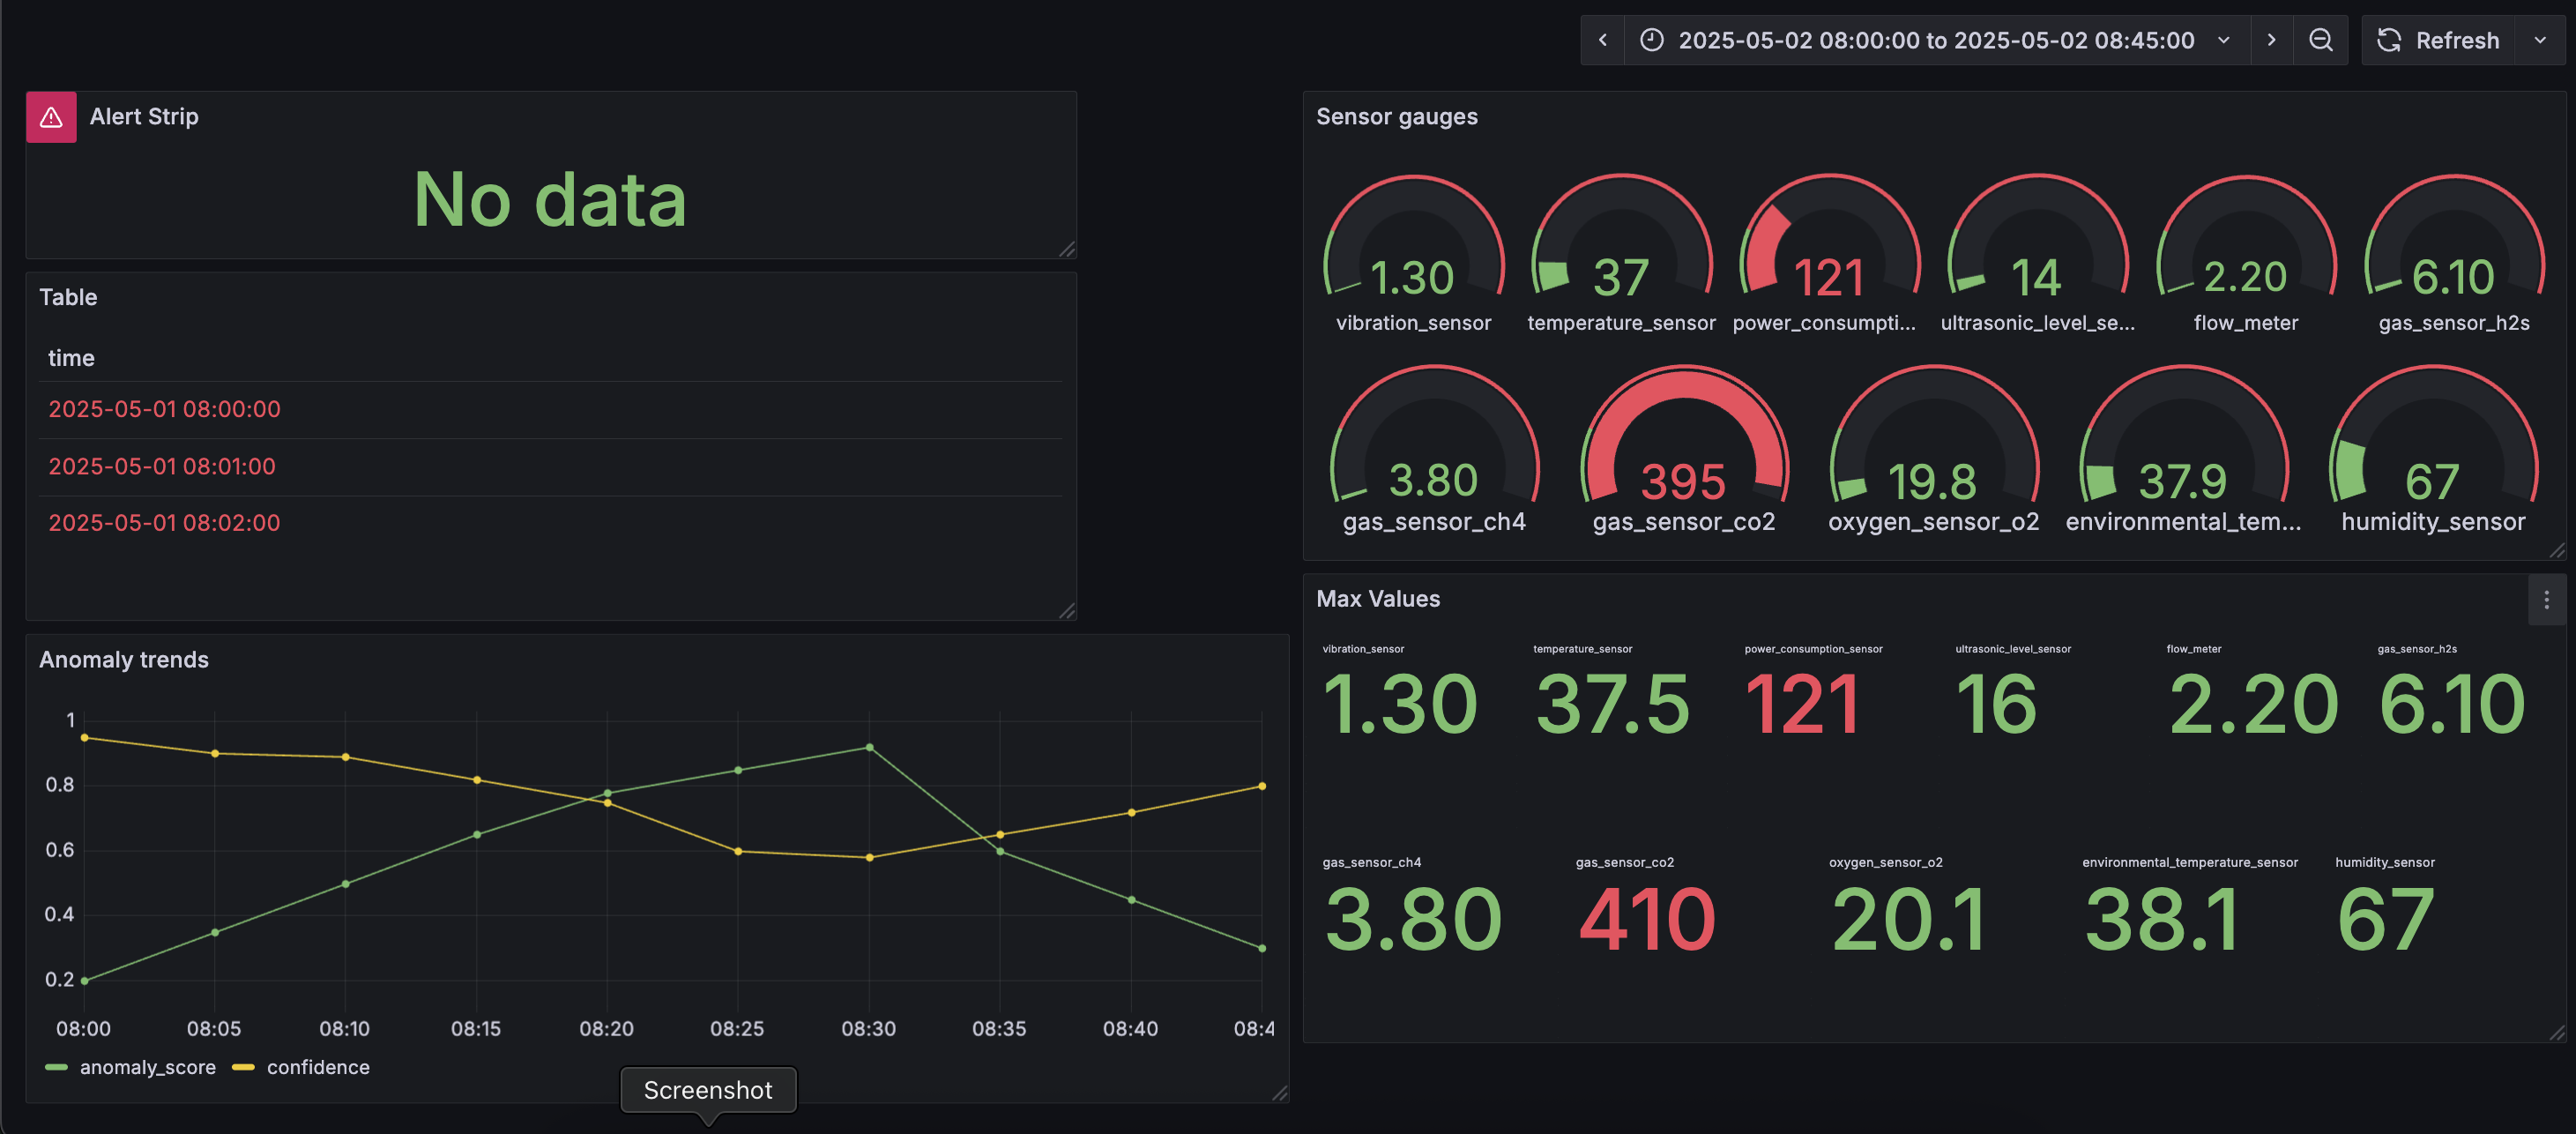 2025-05-02 08:00:00 to 2025-05-02 08:45:00
Refresh
Alert Strip
No data
Table
time
2025-05-01 08:00:00
2025-05-01 08:01:00
2025-05-01 08:02:00
Anomaly trends
1
0.8
0.6
0.4
0.2
08:00 08:05 08:10 08:15 08:20 08:25 08:30 08:35 08:40 08:4
anomaly_score confidence
Screenshot
Sensor gauges
1.30 37 121 14 2.20 6.10
vibration_sensor temperature_sensor power_consumpti... ultrasonic_level_se... flow_meter gas_sensor_h2s
3.80 395 19.8 37.9 67
gas_sensor_ch4 gas_sensor_co2 oxygen_sensor_o2 environmental_tem... humidity_sensor
Max Values
vibration_sensor temperature_sensor power_consumption_sensor ultrasonic_level_sensor flow_meter gas_sensor_h2s
1.30 37.5 121 16 2.20 6.10
gas_sensor_ch4 gas_sensor_co2 oxygen_sensor_o2 environmental_temperature_sensor humidity_sensor
3.80 410 20.1 38.1 67